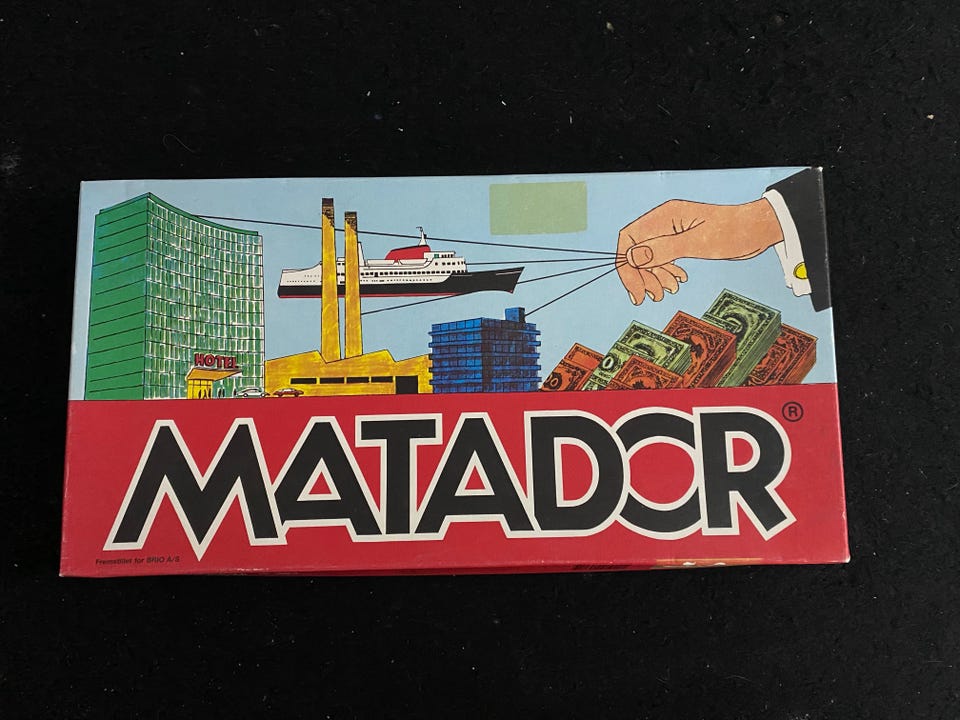 HOTEL
MATADOR®
Fremstillet for BRIO A/S